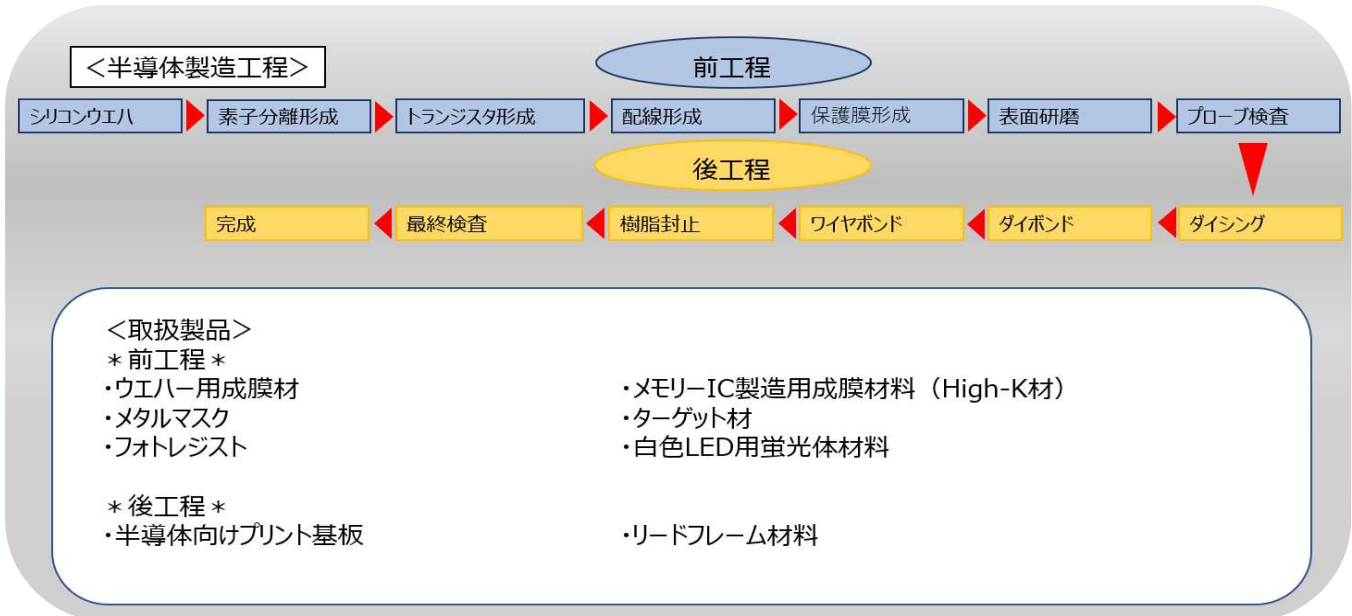 <半導体製造工程>
前工程
シリコンウエハ
素子分離形成
トランジスタ形成
配線形成
保護膜形成
表面研磨
プローブ検査
後工程
完成
最終検査
樹脂封止
ワイヤボンド
ダイボンド
ダイシング
<取扱製品>
*前工程*
・ウエハー用成膜材
・メモリーIC製造用成膜材料(High-K材)
・メタルマスク
・ターゲット材
・フォトレジスト
・白色LED用蛍光体材料
*後工程*
・半導体向けプリント基板
・リードフレーム材料